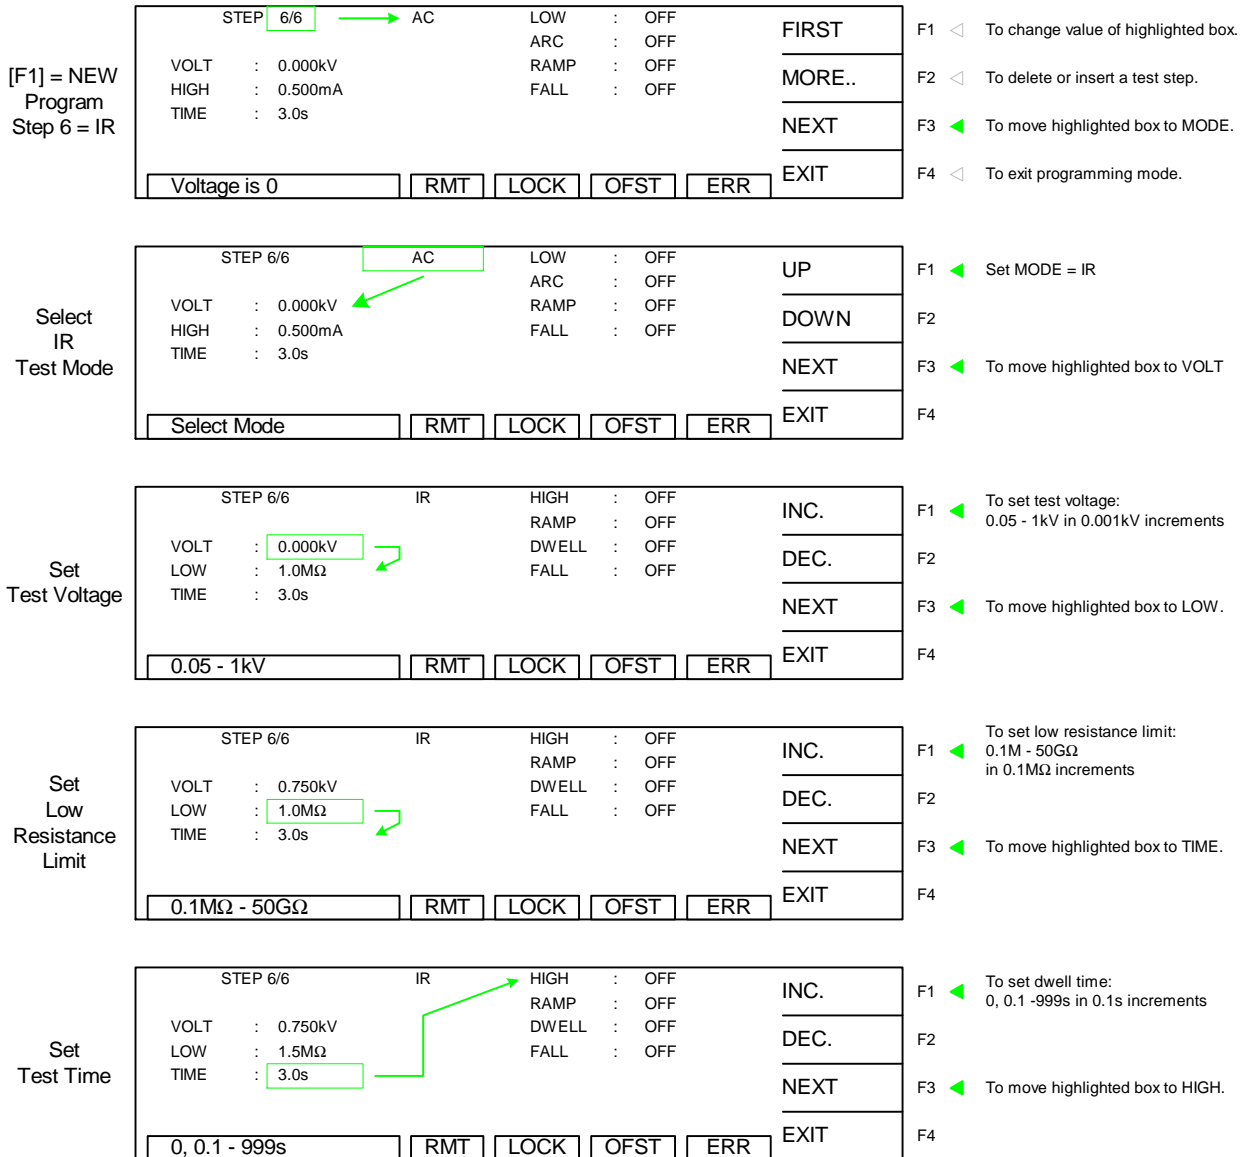 [F1] = NEW
Program
Step 6 = IR
STEP 6/6 AC LOW : OFF
ARC : OFF
VOLT : 0.000kV RAMP : OFF
HIGH : 0.500mA FALL : OFF
TIME : 3.0s
Voltage is 0 RMT LOCK OFST ERR
FIRST F1 To change value of highlighted box.
MORE.. F2 To delete or insert a test step.
NEXT F3 To move highlighted box to MODE.
EXIT F4 To exit programming mode.
Select
IR
Test Mode
STEP 6/6 AC LOW : OFF
ARC : OFF
VOLT : 0.000kV RAMP : OFF
HIGH : 0.500mA FALL : OFF
TIME : 3.0s
Select Mode RMT LOCK OFST ERR
UP F1 Set MODE = IR
DOWN F2
NEXT F3 To move highlighted box to VOLT
EXIT F4
Set
Test Voltage
STEP 6/6 IR HIGH : OFF
RAMP : OFF
VOLT : 0.000kV DWELL : OFF
LOW : 1.0MΩ FALL : OFF
TIME : 3.0s
0.05 - 1kV RMT LOCK OFST ERR
INC. F1 To set test voltage:
0.05 - 1kV in 0.001kV increments
DEC. F2
NEXT F3 To move highlighted box to LOW.
EXIT F4
Set
Low
Resistance
Limit
STEP 6/6 IR HIGH : OFF
RAMP : OFF
VOLT : 0.750kV DWELL : OFF
LOW : 1.0MΩ FALL : OFF
TIME : 3.0s
0.1MΩ - 50GΩ RMT LOCK OFST ERR
INC. F1 To set low resistance limit:
0.1M - 50GΩ
in 0.1MΩ increments
DEC. F2
NEXT F3 To move highlighted box to TIME.
EXIT F4
Set
Test Time
STEP 6/6 IR HIGH : OFF
RAMP : OFF
VOLT : 0.750kV DWELL : OFF
LOW : 1.5MΩ FALL : OFF
TIME : 3.0s
0, 0.1 - 999s RMT LOCK OFST ERR
INC. F1 To set dwell time:
0, 0.1 -999s in 0.1s increments
DEC. F2
NEXT F3 To move highlighted box to HIGH.
EXIT F4